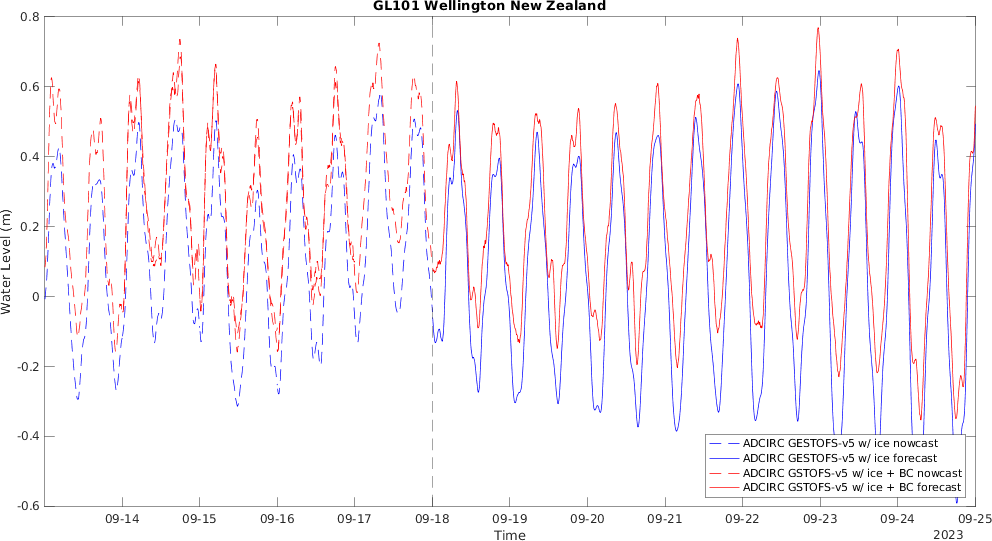 GL101 Wellington New Zealand
0.8
0.6
0.4
0.2
0
-0.2
-0.4
-0.6
Water Level (m)
ADCIRC GESTOFS-v5 w/ ice nowcast
ADCIRC GESTOFS-v5 w/ ice forecast
ADCIRC GSTOFS-v5 w/ ice + BC nowcast
ADCIRC GSTOFS-v5 w/ ice + BC forecast
09-14 09-15 09-16 09-17 09-18 09-19 09-20 09-21 09-22 09-23 09-24 09-25
Time
2023